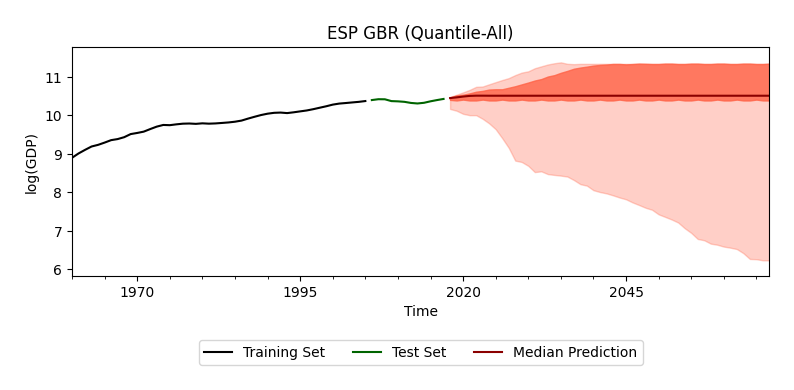 ESP GBR (Quantile-All)
log(GDP)
11
10
9
8
7
6
1970 1995 2020 2045
Time
Training Set Test Set Median Prediction